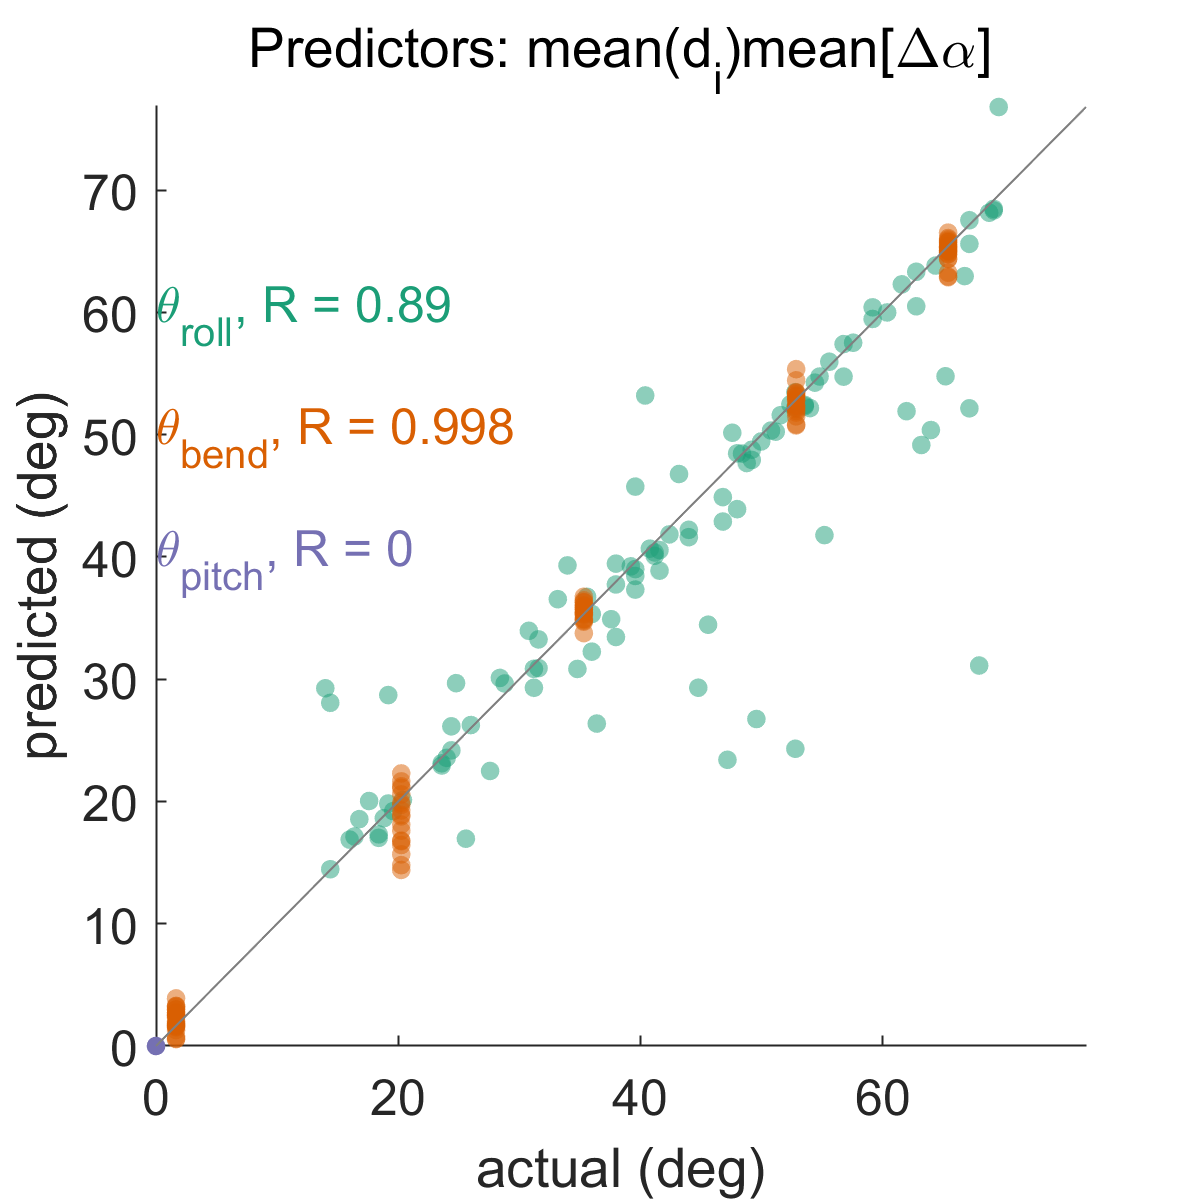 Predictors: mean(d_i)mean[Δα]
70
60
50
40
30
20
10
0
θ_roll, R = 0.89
θ_bend, R = 0.998
θ_pitch, R = 0
predicted (deg)
0 20 40 60
actual (deg)